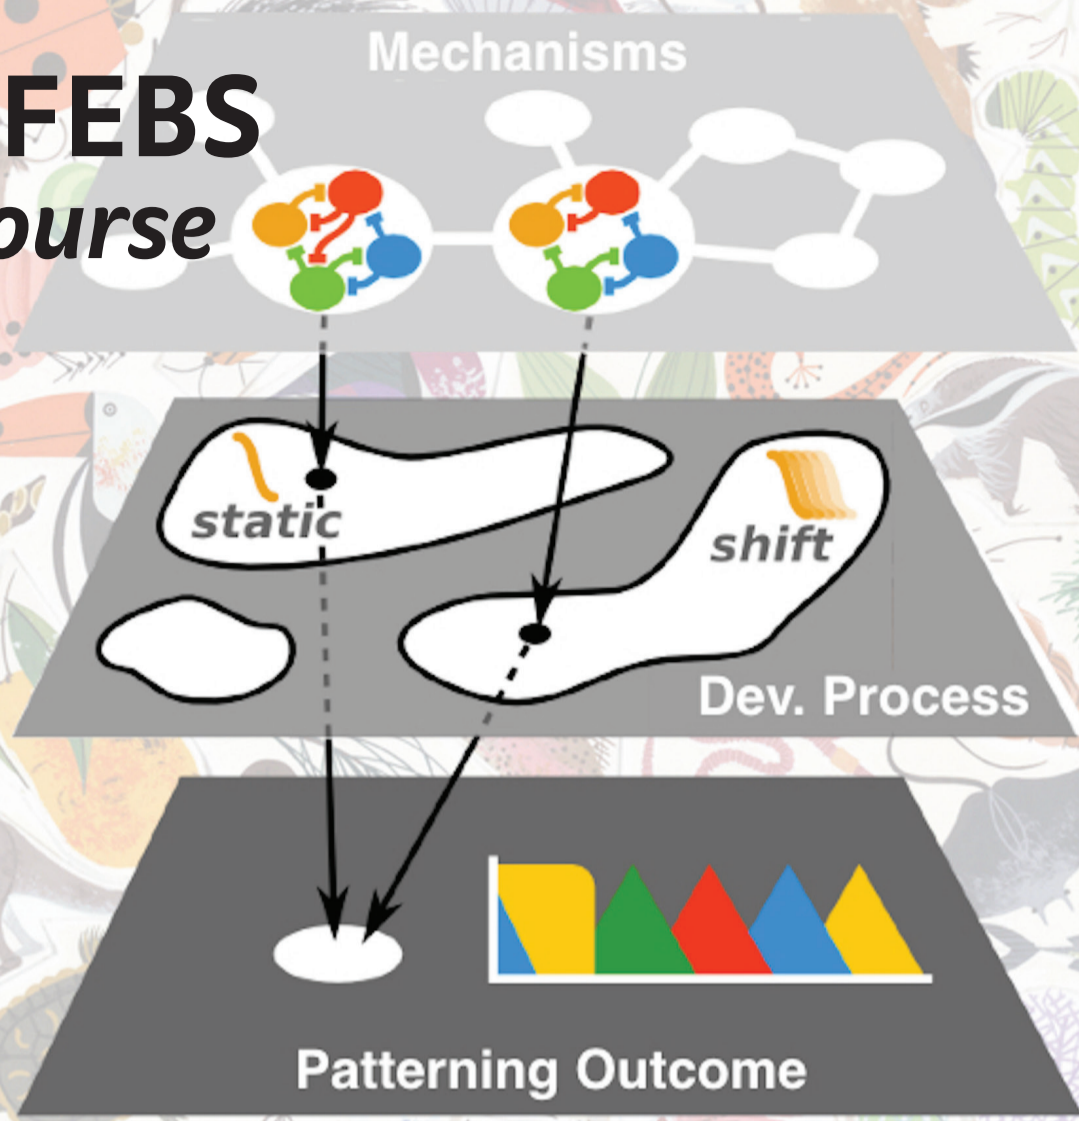 Mechanisms
FEBS
ourse
static
shift
Dev. Process
Patterning Outcome